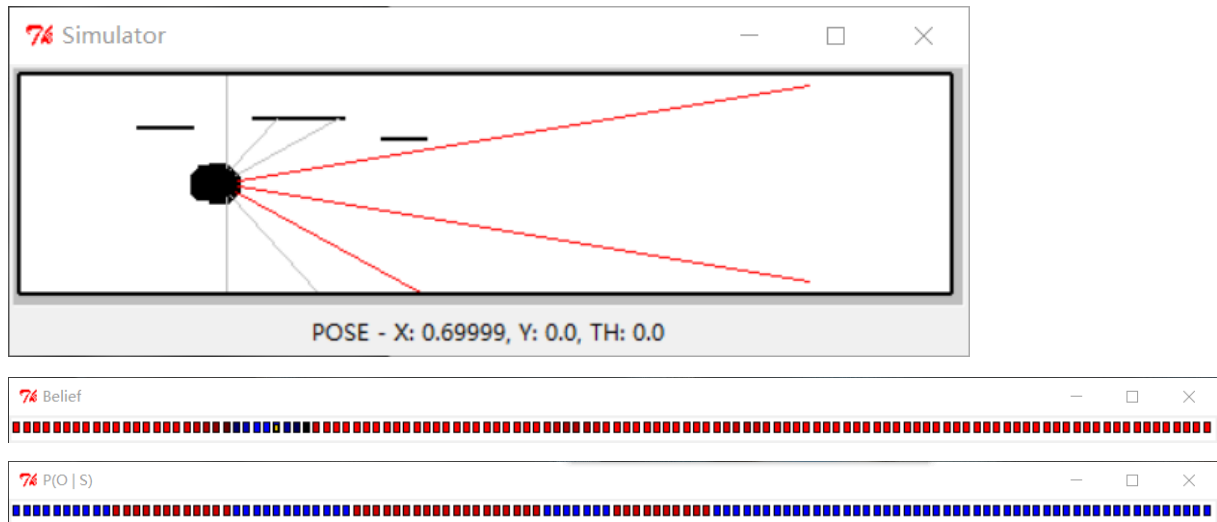 Simulator
POSE - X: 0.69999, Y: 0.0, TH: 0.0
Belief
P(O | S)